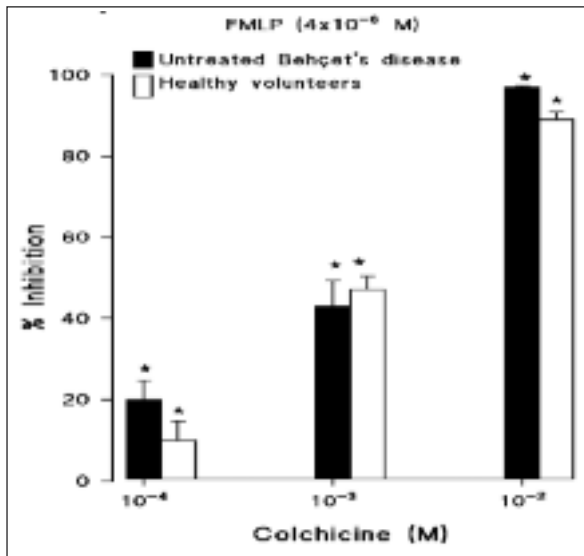 FMLP (4x10⁻⁶ M)
Untreated Behçet's disease
Healthy volunteers
100
80
60
40
20
0
% Inhibition
* * * * * *
10⁻⁴ 10⁻³ 10⁻²
Colchicine (M)